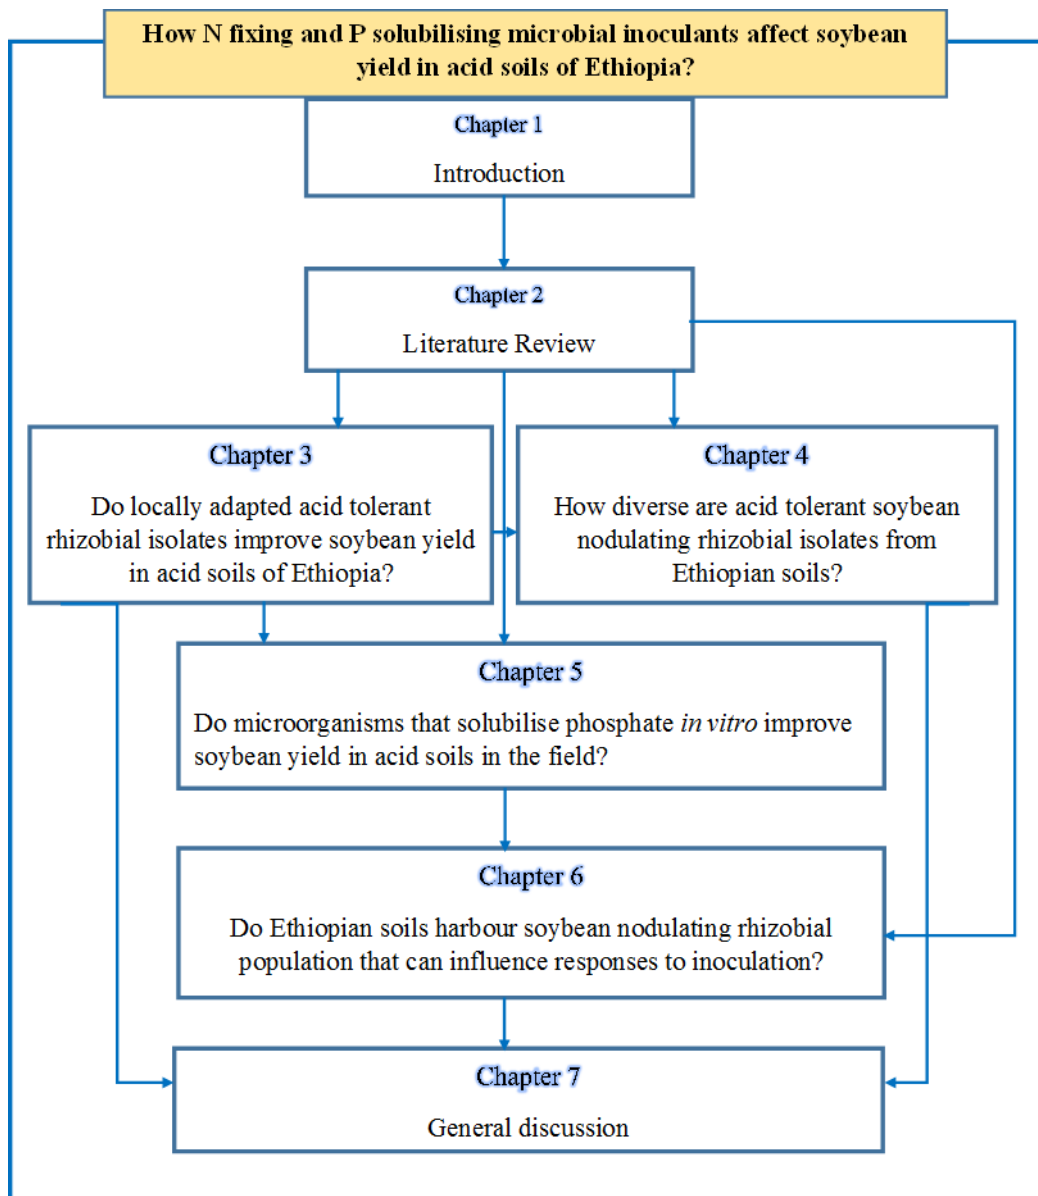 How N fixing and P solubilising microbial inoculants affect soybean
yield in acid soils of Ethiopia?
Chapter 1
Introduction
Chapter 2
Literature Review
Chapter 3
Do locally adapted acid tolerant
rhizobial isolates improve soybean yield
in acid soils of Ethiopia?
Chapter 4
How diverse are acid tolerant soybean
nodulating rhizobial isolates from
Ethiopian soils?
Chapter 5
Do microorganisms that solubilise phosphate in vitro improve
soybean yield in acid soils in the field?
Chapter 6
Do Ethiopian soils harbour soybean nodulating rhizobial
population that can influence responses to inoculation?
Chapter 7
General discussion